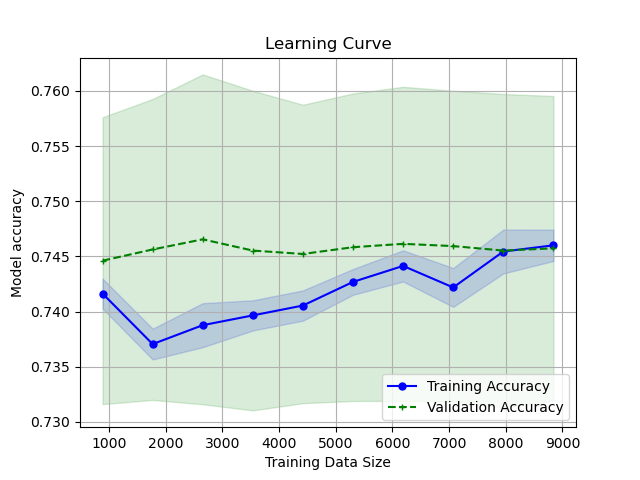 Learning Curve
0.760
0.755
0.750
0.745
0.740
0.735
0.730
Model accuracy
Training Accuracy
Validation Accuracy
1000 2000 3000 4000 5000 6000 7000 8000 9000
Training Data Size